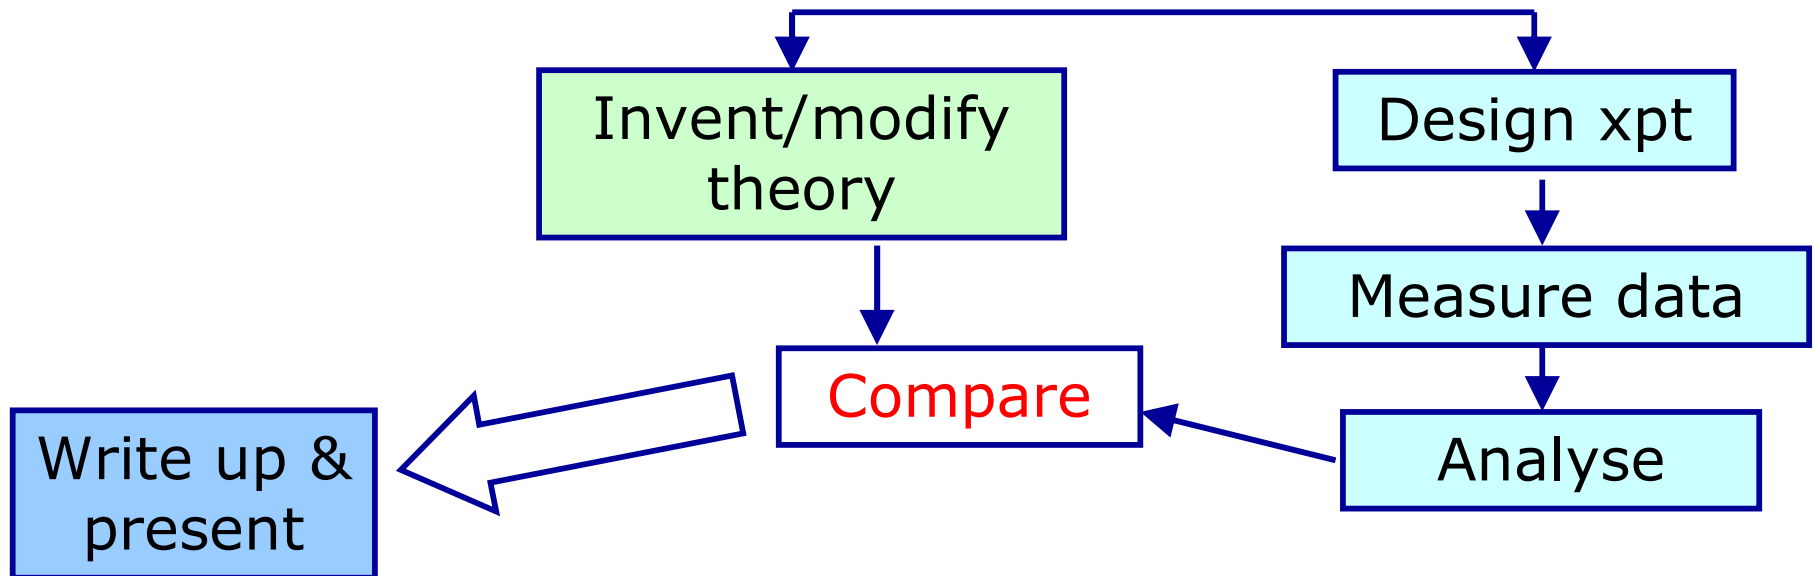 Invent/modify
theory
Design xpt
Measure data
Compare
Analyse
Write up &
present